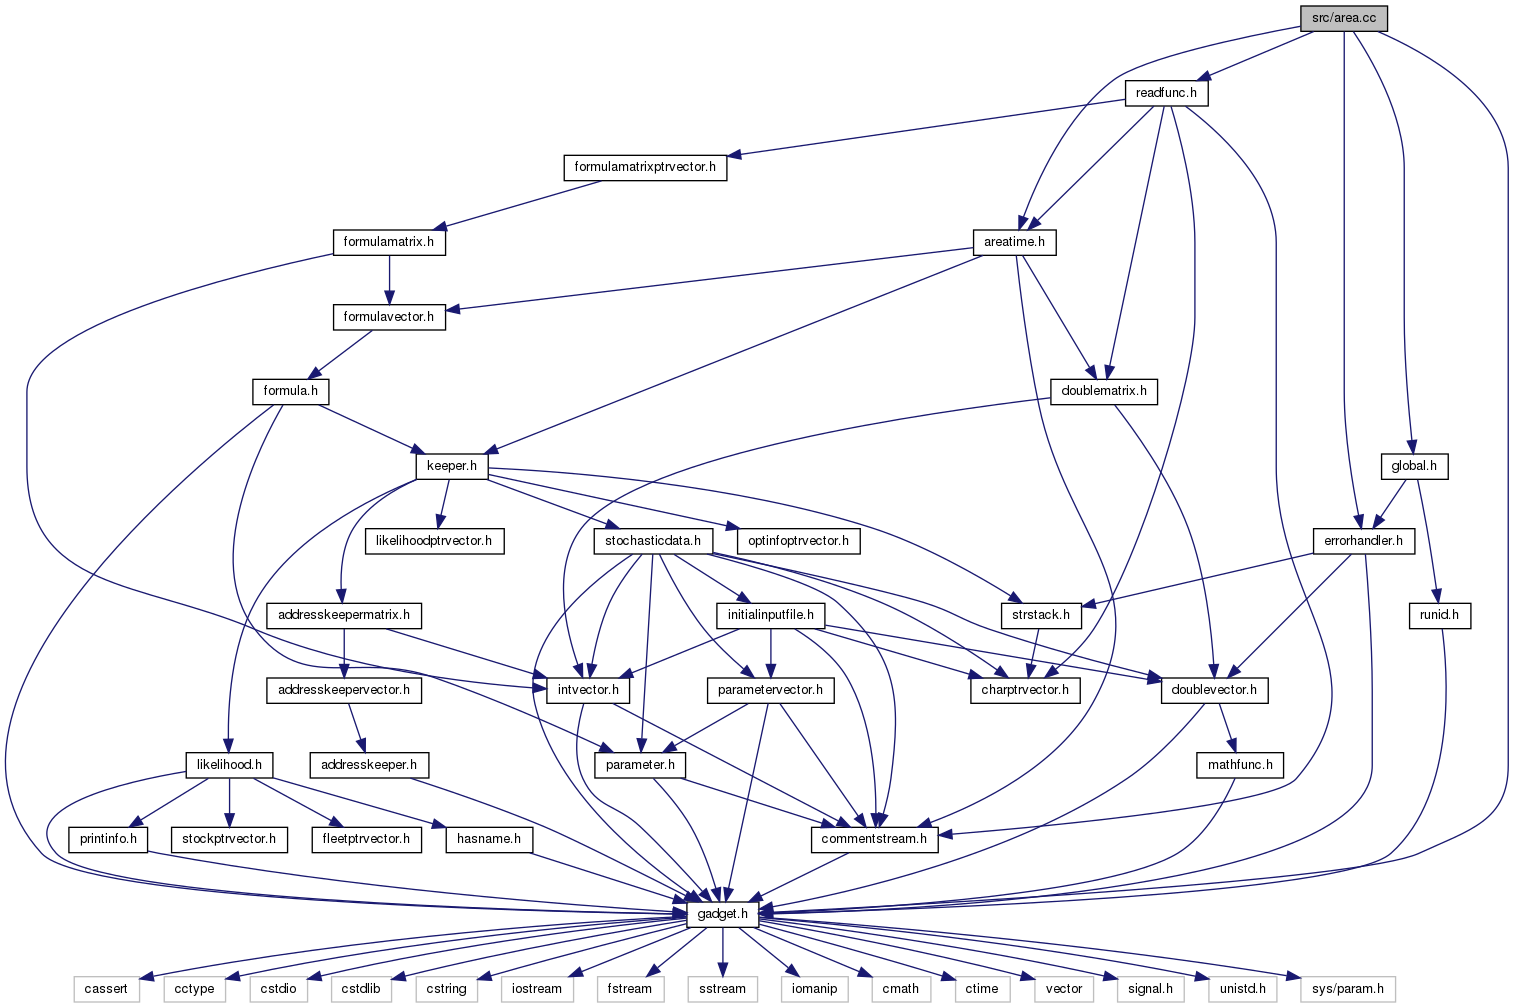 src/area.cc
readfunc.h
formulamatrixptrvector.h
formulamatrix.h
areatime.h
formulavector.h
formula.h
doublematrix.h
keeper.h
global.h
likelihoodptrvector.h
stochasticdata.h
optinfoptrvector.h
errorhandler.h
addresskeepermatrix.h
initialinputfile.h
strstack.h
runid.h
addresskeepervector.h
intvector.h
parametervector.h
charptrvector.h
doublevector.h
likelihood.h
addresskeeper.h
parameter.h
mathfunc.h
printinfo.h
stockptrvector.h
fleetptrvector.h
hasname.h
commentstream.h
gadget.h
cassert
cctype
cstdio
cstdlib
cstring
iostream
fstream
sstream
iomanip
cmath
ctime
vector
signal.h
unistd.h
sys/param.h